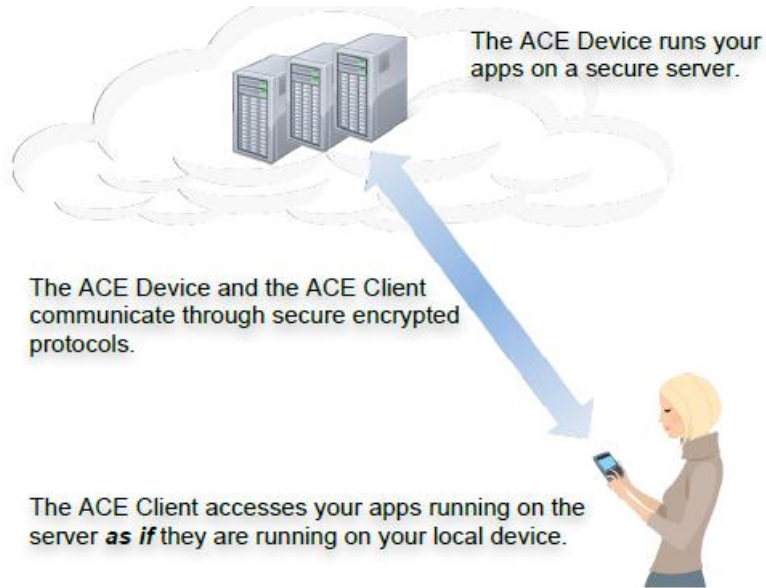 The ACE Device runs your
apps on a secure server.
The ACE Device and the ACE Client
communicate through secure encrypted
protocols.
The ACE Client accesses your apps running on the
server as if they are running on your local device.